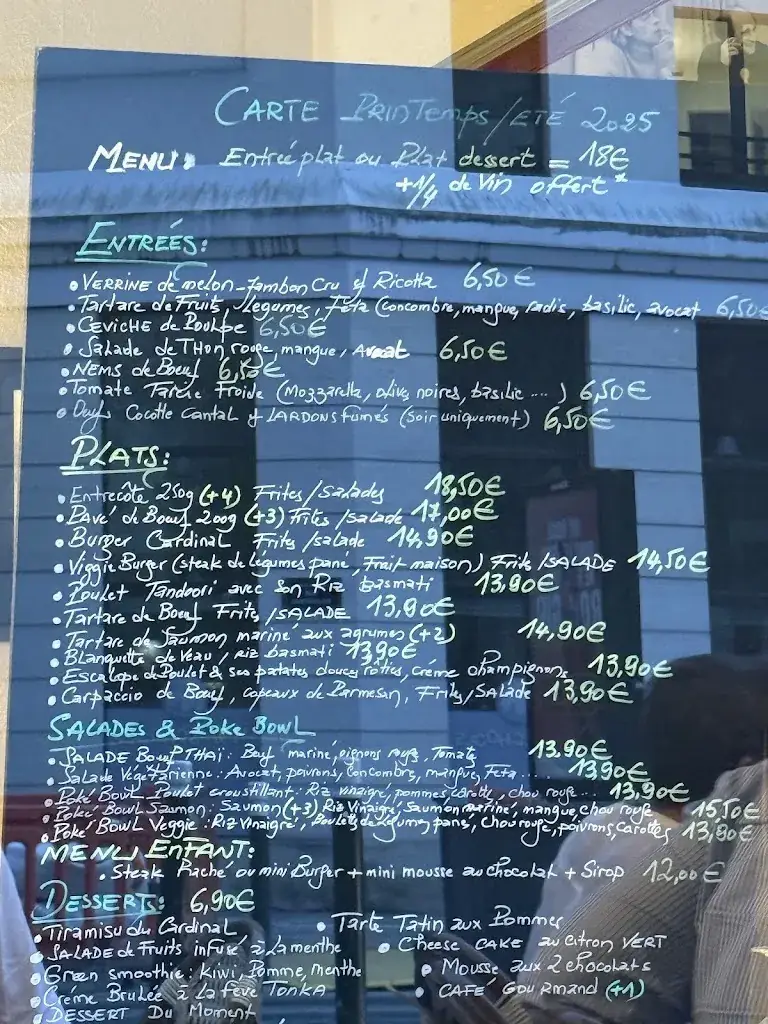 CARTE PRINTEMPS/ETÉ 2025
MENU: Entrée plat ou Plat dessert = 18€
+1/4 de Vin offert*
ENTREÉS:
• VERRINE de melon-Jambon Cru & Ricotta 6,50€
• Tartare de Fruits, Légumes, Féta (concombre, mangue, radis, basilic, avocat 6,50€
• CEVICHE de Poulpe 6,50€
• Salade de THon rouge, mangue, Avocat 6,50€
• NEMS de Boeuf 6,50€
• Tomate Farcie Froide (Mozzarella, olives noires, basilic ....) 6,50€
• Oeufs Cocotte Cantal & LARDONS fumés (Soir uniquement) 6,50€
PLATS:
• Entrecôte 250g (+4) Frites/Salades 18,50€
• Pavé de Boeuf 200g (+3) Frites/salade 17,00€
• Burger Cardinal Frites/salade 14,90€
• Veggie Burger (steak de légumes pané, Frait maison) Frites/SALADE 14,50€
• Poulet Tandoori avec son Riz basmati 13,90€
• Tartare de Boeuf Frites/SALADE 13,90€
• Tartare de Saumon mariné aux agrumes (+2) 14,90€
• Blanquette de Veau, riz basmati 13,90€
• Escalope de Poulet & ses patates douces rôties, crème champignons 13,90€
• Carpaccio de Boeuf, copeaux de Parmesan, Frites/Salade 13,90€
SALADES & Poke BowL
• SALADE Boeuf THAI: Boeuf mariné, oignons rouge, Tomate 13,90€
• Salade Végétarienne: Avocat, poivrons, Concombre, mangue, Feta... 13,90€
• Poké Bowl Poulet croustillant: Riz vinaigré, pommes, carotte, chou rouge... 13,90€
• Poké Bowl Saumon: Saumon (+3) Riz Vinaigré, Saumon mariné, mangue, chou rouge 15,50€
• Poké BOWL Veggie: Riz Vinaigré, Boulette de légumes pané, Chou rouge, poivrons, carottes 13,90€
MENU ENFANT:
• Steak Haché ou mini Burger + mini mousse au chocolat + Sirop 12,00€
DESSERTS: 6,90€
• Tiramisu du Cardinal • Tarte Tatin aux Pommes
• SALADE de Fruits infusé à La menthe • Cheese CAKE au Citron VERT
• Green smoothie: Kiwi, Pomme, Menthe • Mousse aux 2 chocolats
• Crème Brulée à La fève TONKA • CAFÉ GOURmand (+1)
• DESSERT Du Moment